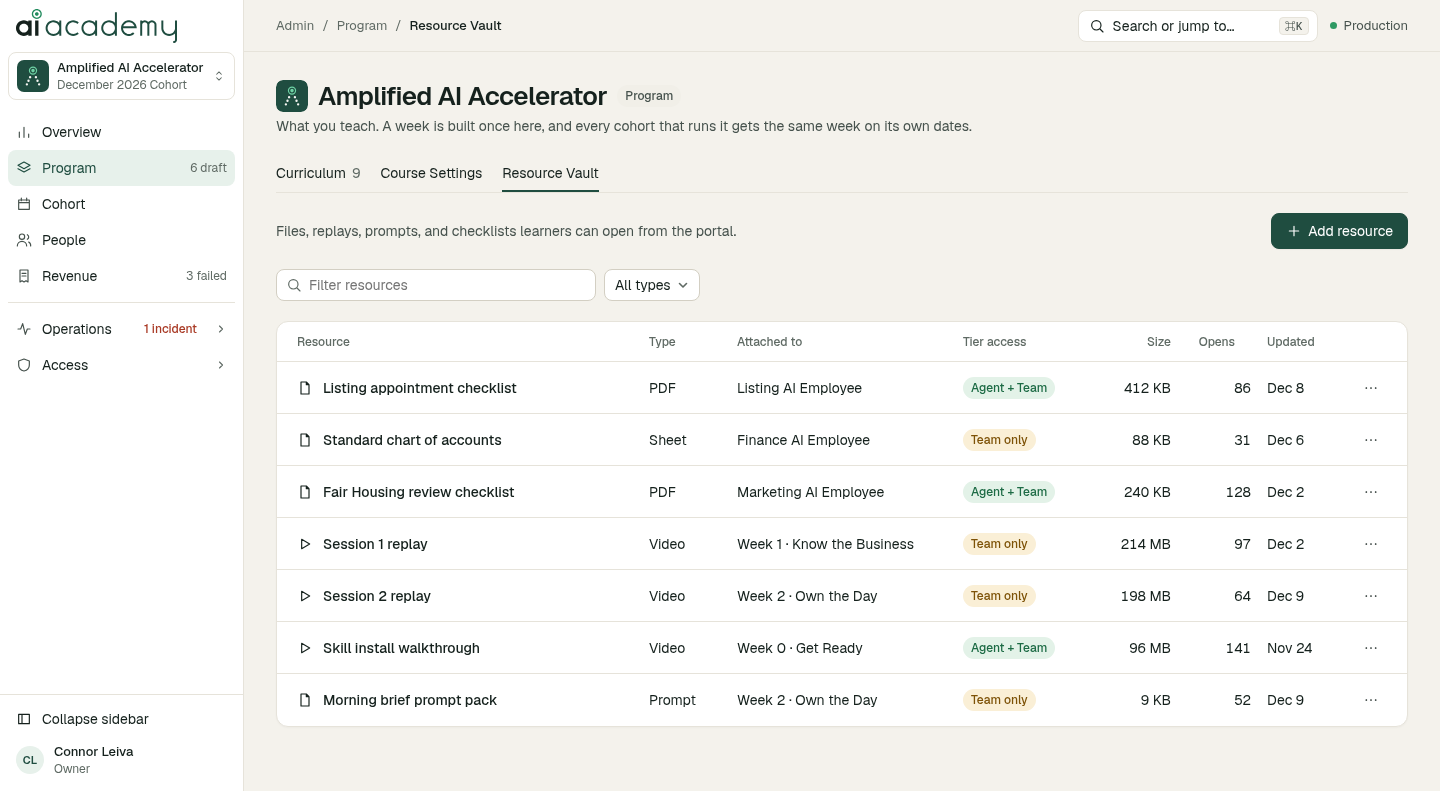 ai academy
Amplified AI Accelerator
December 2026 Cohort
Overview
Program 6 draft
Cohort
People
Revenue 3 failed
Operations 1 incident
Access
Collapse sidebar
CL
Connor Leiva
Owner
Admin / Program / Resource Vault
Search or jump to… ⌘K
Production
Amplified AI Accelerator Program
What you teach. A week is built once here, and every cohort that runs it gets the same week on its own dates.
Curriculum 9 Course Settings Resource Vault
Files, replays, prompts, and checklists learners can open from the portal.
+ Add resource
Filter resources All types
Resource Type Attached to Tier access Size Opens Updated
Listing appointment checklist PDF Listing AI Employee Agent + Team 412 KB 86 Dec 8 ···
Standard chart of accounts Sheet Finance AI Employee Team only 88 KB 31 Dec 6 ···
Fair Housing review checklist PDF Marketing AI Employee Agent + Team 240 KB 128 Dec 2 ···
Session 1 replay Video Week 1 · Know the Business Team only 214 MB 97 Dec 2 ···
Session 2 replay Video Week 2 · Own the Day Team only 198 MB 64 Dec 9 ···
Skill install walkthrough Video Week 0 · Get Ready Agent + Team 96 MB 141 Nov 24 ···
Morning brief prompt pack Prompt Week 2 · Own the Day Team only 9 KB 52 Dec 9 ···